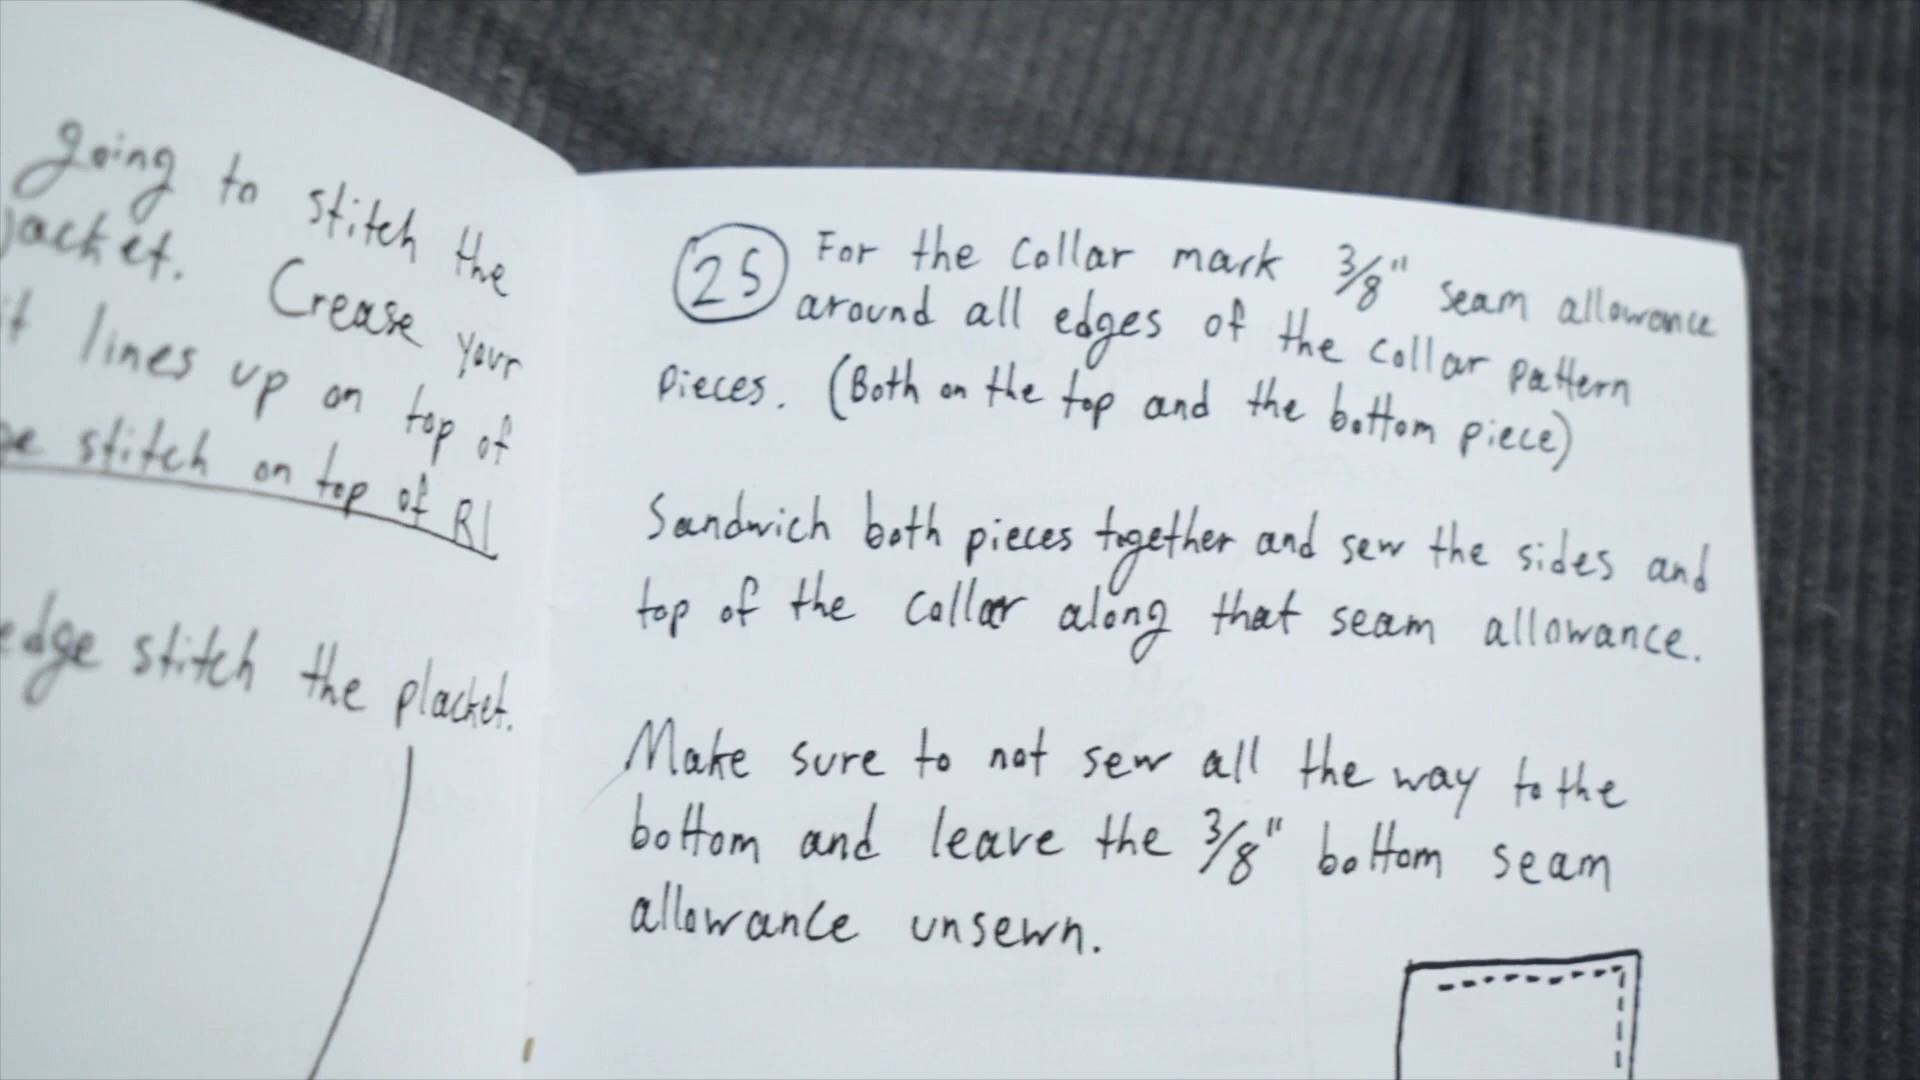 going to stitch the
jacket. Crease your
it lines up on top of
stitch on top of R1
edge stitch the placket.
25 For the collar mark 3/8" seam allowance
around all edges of the collar pattern
pieces. (Both on the top and the bottom piece)
Sandwich both pieces together and sew the sides and
top of the collar along that seam allowance.
Make sure to not sew all the way to the
bottom and leave the 3/8" bottom seam
allowance unsewn.